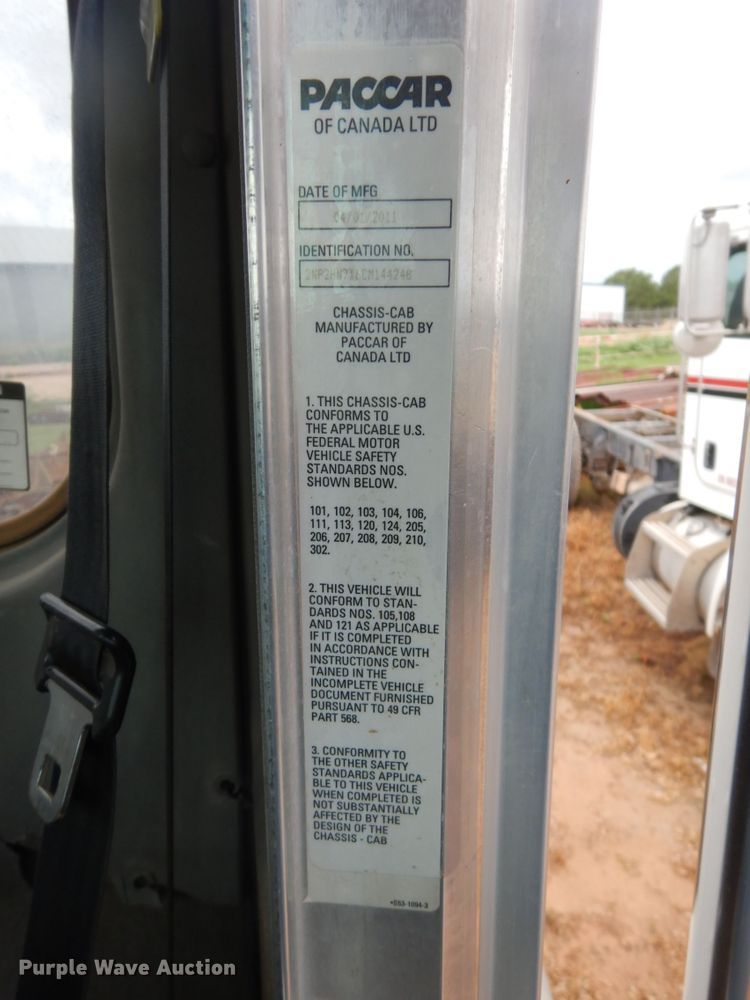 PACCAR
OF CANADA LTD
DATE OF MFG
04/01/2011
IDENTIFICATION NO.
CHASSIS-CAB
MANUFACTURED BY
PACCAR OF
CANADA LTD
1. THIS CHASSIS-CAB
CONFORMS TO
THE APPLICABLE U.S.
FEDERAL MOTOR
VEHICLE SAFETY
STANDARDS NOS.
SHOWN BELOW.
101, 102, 103, 104, 106,
111, 113, 120, 124, 205,
206, 207, 208, 209, 210,
302.
2. THIS VEHICLE WILL
CONFORM TO STAN-
DARDS NOS. 105,108
AND 121 AS APPLICABLE
IF IT IS COMPLETED
IN ACCORDANCE WITH
INSTRUCTIONS CON-
TAINED IN THE
INCOMPLETE VEHICLE
DOCUMENT FURNISHED
PURSUANT TO 49 CFR
PART 568.
3. CONFORMITY TO
THE OTHER SAFETY
STANDARDS APPLICA-
BLE TO THIS VEHICLE
WHEN COMPLETED IS
NOT SUBSTANTIALLY
AFFECTED BY THE
DESIGN OF THE
CHASSIS - CAB
Purple Wave Auction